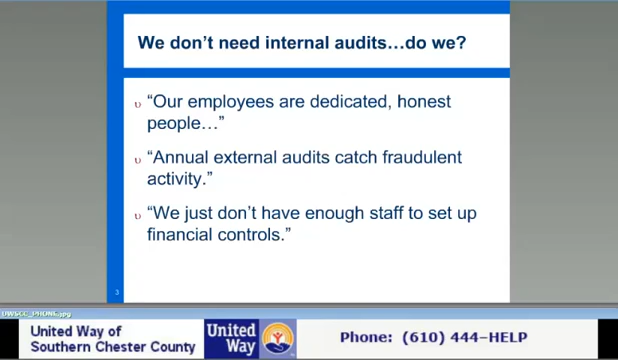 We don't need internal audits…do we?
υ "Our employees are dedicated, honest
people…"
υ "Annual external audits catch fraudulent
activity."
υ "We just don't have enough staff to set up
financial controls."
3
UWSCC_PHONE.jpg
United Way of
Southern Chester County
United
Way
Phone: (610) 444-HELP